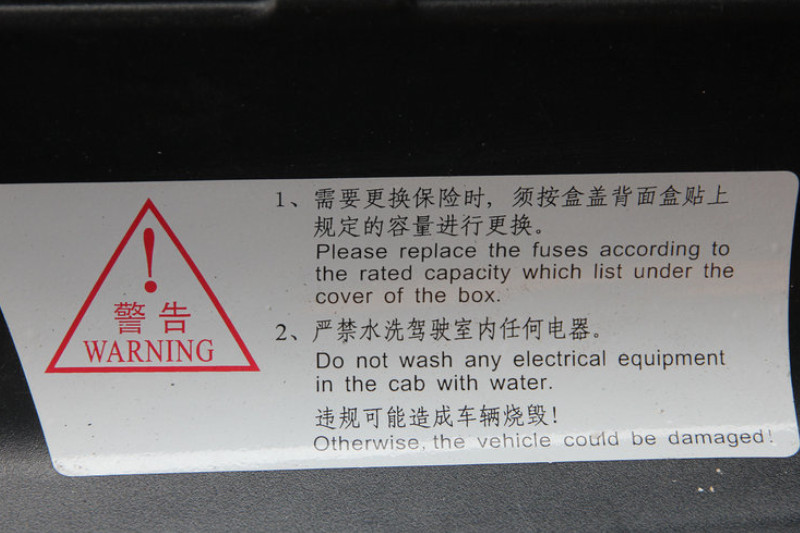 警告
WARNING
1、需要更换保险时，须按盒盖背面盒贴上
规定的容量进行更换。
Please replace the fuses according to
the rated capacity which list under the
cover of the box.
2、严禁水洗驾驶室内任何电器。
Do not wash any electrical equipment
in the cab with water.
违规可能造成车辆烧毁！
Otherwise, the vehicle could be damaged!